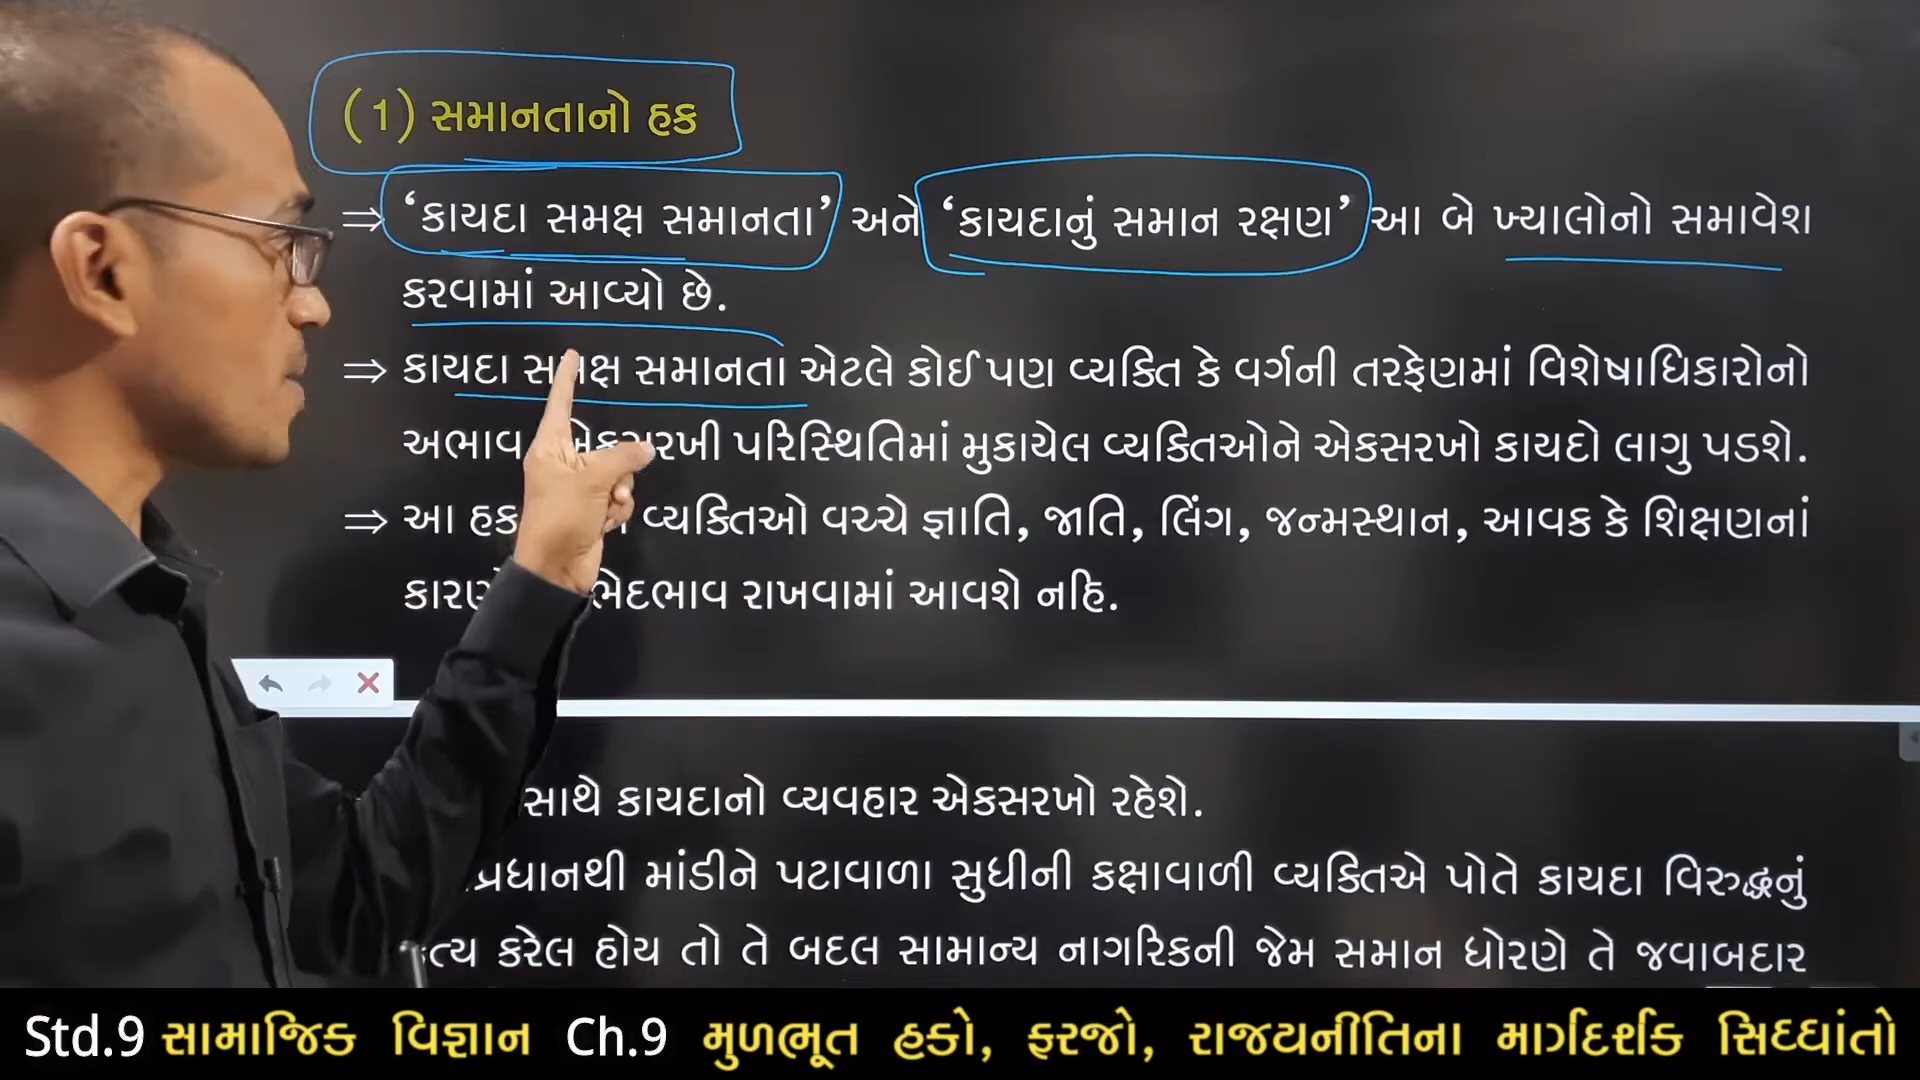 (1) સમાનતાનો હક
⇒ ‘કાયદા સમક્ષ સમાનતા’ અને ‘કાયદાનું સમાન રક્ષણ’ આ બે ખ્યાલોનો સમાવેશ
કરવામાં આવ્યો છે.
⇒ કાયદા સમક્ષ સમાનતા એટલે કોઈ પણ વ્યક્તિ કે વર્ગની તરફેણમાં વિશેષાધિકારોનો
અભાવ એકસરખી પરિસ્થિતિમાં મુકાયેલ વ્યક્તિઓને એકસરખો કાયદો લાગુ પડશે.
⇒ આ હક વ્યક્તિઓ વચ્ચે જ્ઞાતિ, જાતિ, લિંગ, જન્મસ્થાન, આવક કે શિક્ષણનાં
ભેદભાવ રાખવામાં આવશે નહિ.
સાથે કાયદાનો વ્યવહાર એકસરખો રહેશે.
પ્રધાનથી માંડીને પટાવાળા સુધીની કક્ષાવાળી વ્યક્તિએ પોતે કાયદા વિરુદ્ધનું
કરેલ હોય તો તે બદલ સામાન્ય નાગરિકની જેમ સમાન ધોરણે તે જવાબદાર
Std.9 સામાજિક વિજ્ઞાન Ch.9 મુળભૂત હકો, ફરજો, રાજયનીતિના માર્ગદર્શક સિધ્ધાંતો